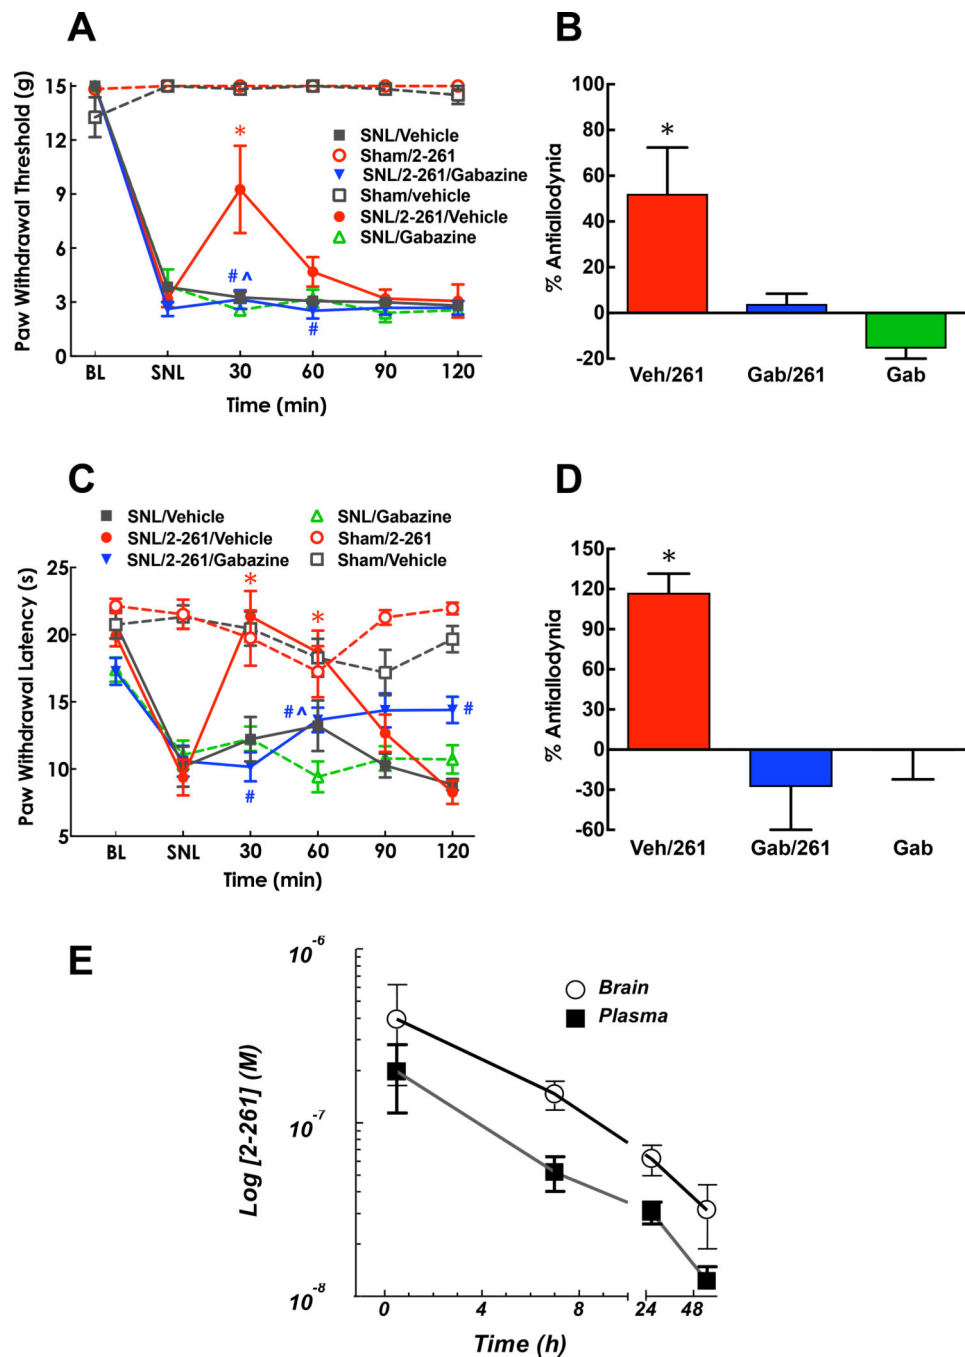 A
Paw Withdrawal Threshold (g)
15
12
9
6
3
0
*
# ^
#
SNL/Vehicle
Sham/2-261
SNL/2-261/Gabazine
Sham/vehicle
SNL/2-261/Vehicle
SNL/Gabazine
BL SNL 30 60 90 120
Time (min)
B
% Antiallodynia
100
80
60
40
20
0
-20
*
Veh/261 Gab/261 Gab
C
SNL/Vehicle
SNL/2-261/Vehicle
SNL/2-261/Gabazine
SNL/Gabazine
Sham/2-261
Sham/Vehicle
Paw Withdrawal Latency (s)
25
20
15
10
5
*
*
# ^
#
#
BL SNL 30 60 90 120
Time (min)
D
% Antiallodynia
150
120
90
60
30
0
-30
-60
*
Veh/261 Gab/261 Gab
E
Log [2-261] (M)
10-6
10-7
10-8
Brain
Plasma
0 4 8 24 48
Time (h)